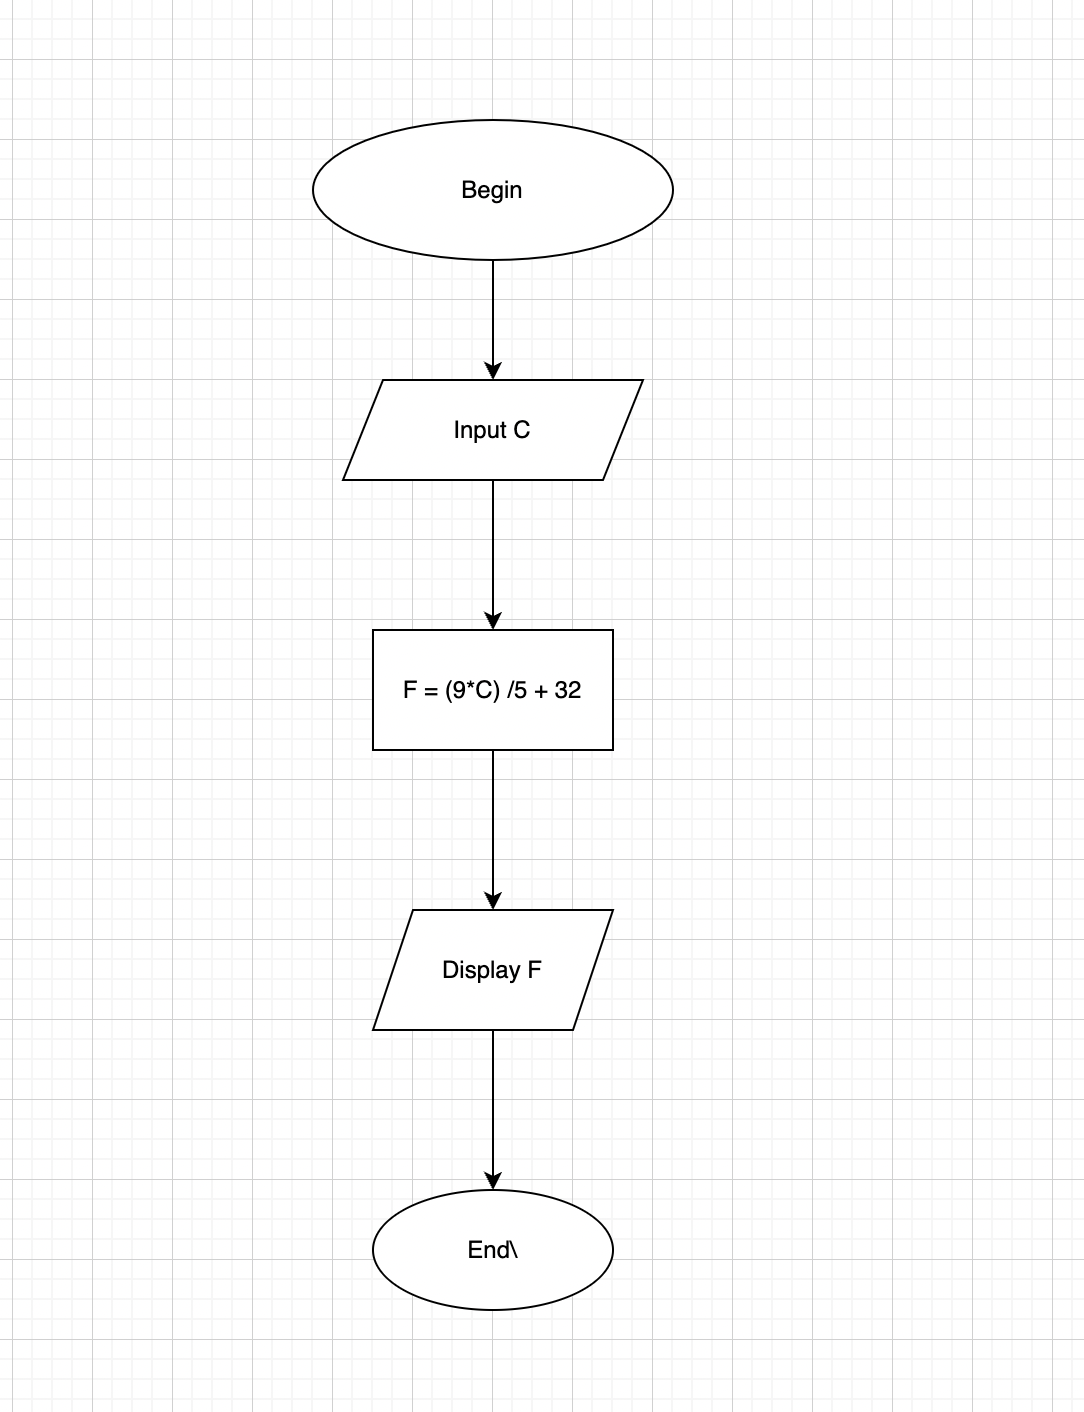 Begin
Input C
F = (9*C) /5 + 32
Display F
End\